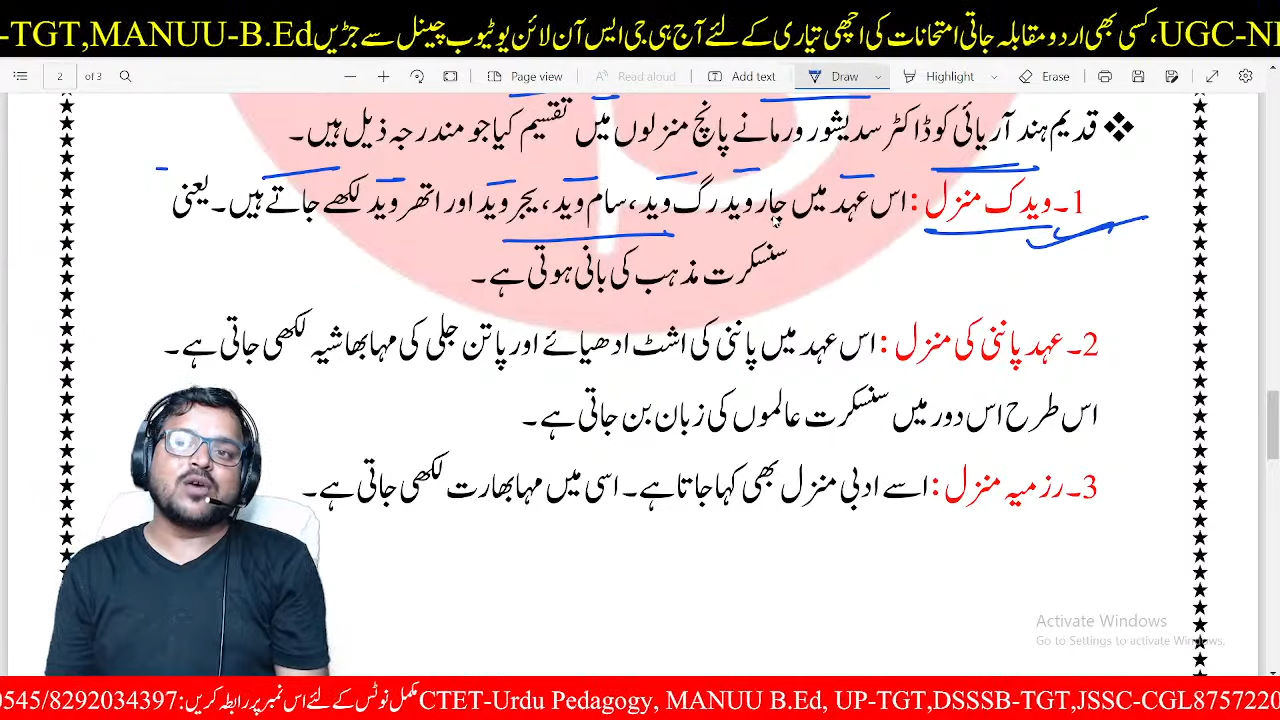 TGT,MANUU-B.Ed-،UGC-NE کسی بھی اردو مقابلہ جاتی امتحانات کی اچھی تیاری کے لئے آج ہی جی ایس آن لائن یوٹیوب چینل سے جڑیں
2 of 3 Page view Read aloud Add text Draw Highlight Erase
❖ قدیم ہند آریائی کو ڈاکٹر سدیشور ورما نے پانچ منزلوں میں تقسیم کیا جو مندرجہ ذیل ہیں۔
1۔ ویدک منزل : اس عہد میں چار وید رگ وید، سام وید، یجر وید اور اتھر وید لکھے جاتے ہیں۔ یعنی
سنسکرت مذہب کی بانی ہوتی ہے۔
2۔ عہد پاننی کی منزل : اس عہد میں پاننی کی اشٹ ادھیائے اور پاتن جلی کی مہابھاشیہ لکھی جاتی ہے۔
اس طرح اس دور میں سنسکرت عالموں کی زبان بن جاتی ہے۔
3۔ رزمیہ منزل : اسے ادبی منزل بھی کہا جاتا ہے۔ اسی میں مہابھارت لکھی جاتی ہے۔
Activate Windows
Go to Settings to activate Windows.
0545/8292034397:مکمل نوٹس کے لئے اس نمبر پر رابطہ کریں CTET-Urdu Pedagogy, MANUU B.Ed, UP-TGT,DSSSB-TGT,JSSC-CGL8757220